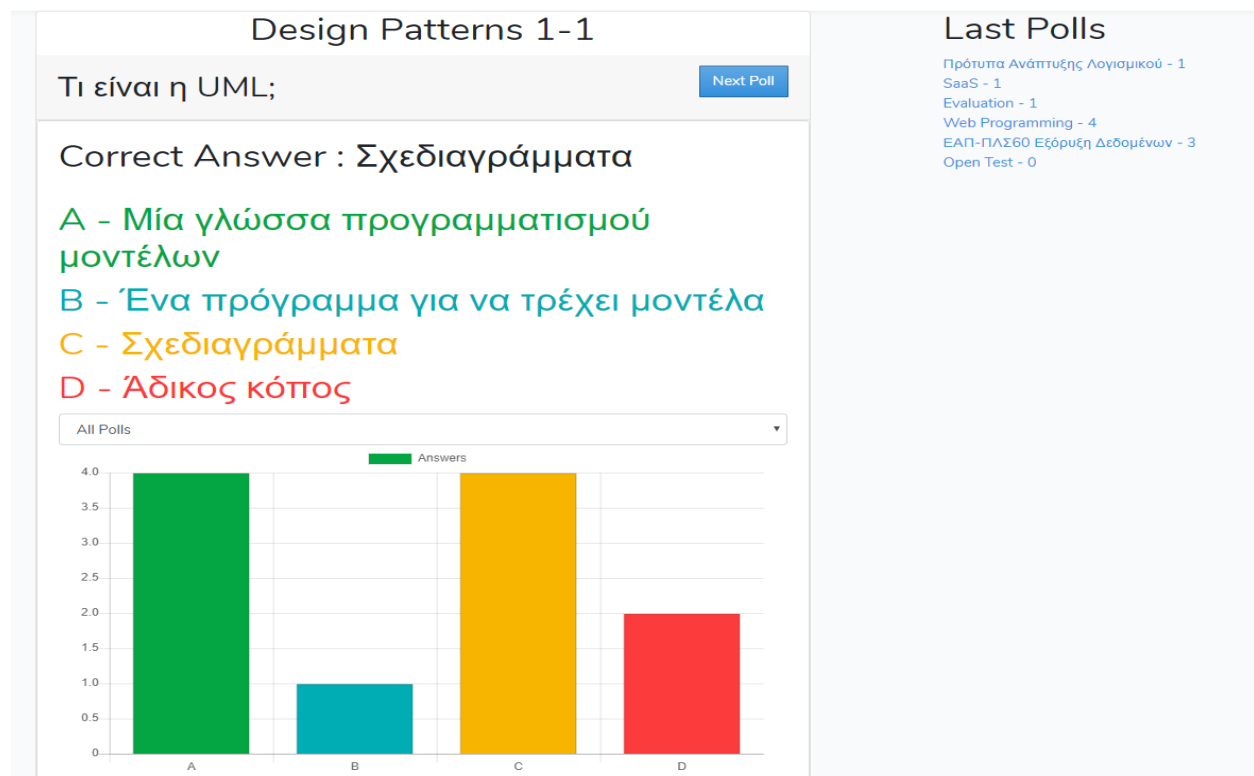 Design Patterns 1-1
Τι είναι η UML;
Next Poll
Correct Answer : Σχεδιαγράμματα
A - Μία γλώσσα προγραμματισμού
μοντέλων
B - Ένα πρόγραμμα για να τρέχει μοντέλα
C - Σχεδιαγράμματα
D - Άδικος κόπος
All Polls
Answers
4.0
3.5
3.0
2.5
2.0
1.5
1.0
0.5
0
A B C D
Last Polls
Πρότυπα Ανάπτυξης Λογισμικού - 1
SaaS - 1
Evaluation - 1
Web Programming - 4
ΕΑΠ-ΠΛΣ60 Εξόρυξη Δεδομένων - 3
Open Test - 0